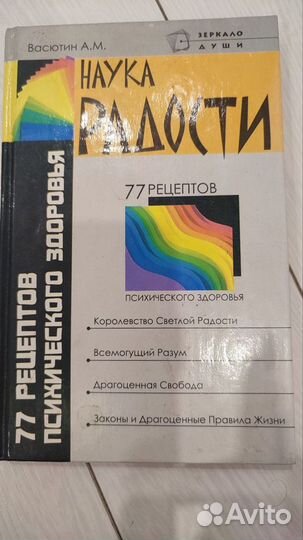 Васютин А.М.
ЗЕРКАЛО
ДУШИ
НАУКА
РАДОСТИ
77 РЕЦЕПТОВ
ПСИХИЧЕСКОГО ЗДОРОВЬЯ
Королевство Светлой Радости
Всемогущий Разум
Драгоценная Свобода
Законы и Драгоценные Правила Жизни
77 РЕЦЕПТОВ
ПСИХИЧЕСКОГО ЗДОРОВЬЯ
Avito